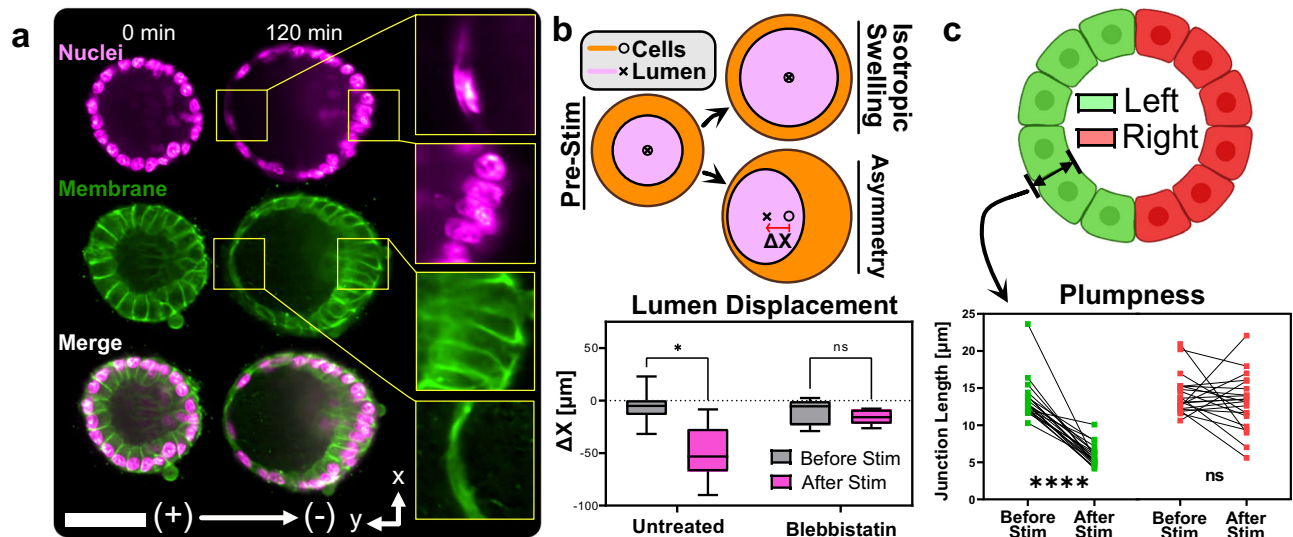 a
0 min
120 min
Nuclei
Membrane
Merge
(+)
(-)
x
y
b
Cells
Lumen
Pre-Stim
Isotropic
Swelling
Asymmetry
ΔX
Lumen Displacement
ΔX [µm]
50
0
-50
-100
*
ns
Before Stim
After Stim
Untreated
Blebbistatin
c
Left
Right
Plumpness
Junction Length [µm]
25
20
15
10
5
0
****
ns
Before
Stim
After
Stim
Before
Stim
After
Stim